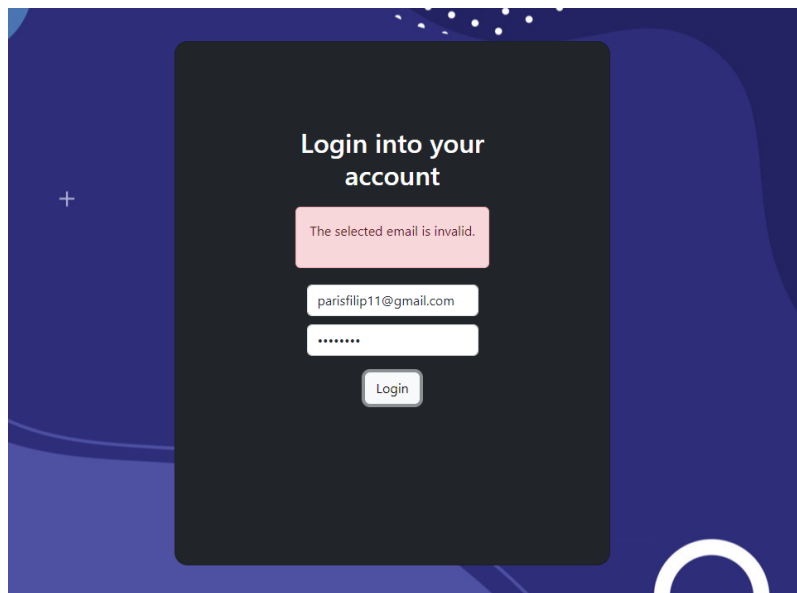 Login into your
account
The selected email is invalid.
parisfilip11@gmail.com
••••••••
Login